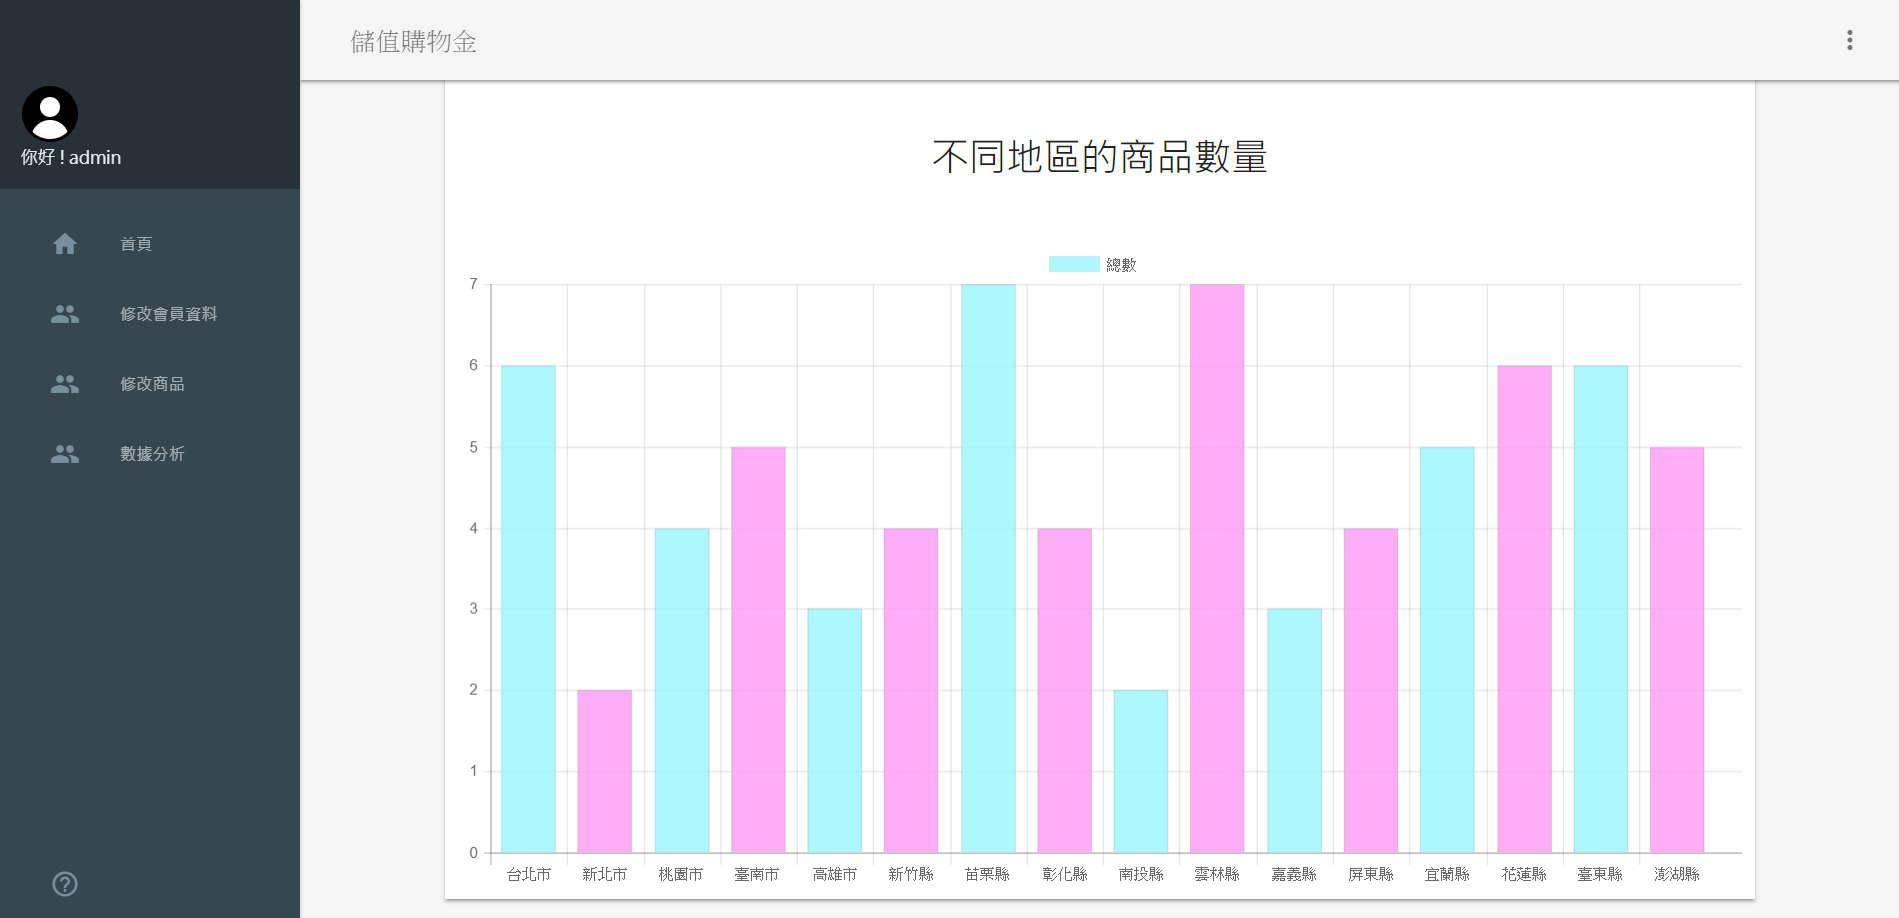 儲值購物金
你好 ! admin
首頁
修改會員資料
修改商品
數據分析
不同地區的商品數量
總數
7
6
5
4
3
2
1
0
台北市 新北市 桃園市 臺南市 高雄市 新竹縣 苗栗縣 彰化縣 南投縣 雲林縣 嘉義縣 屏東縣 宜蘭縣 花蓮縣 臺東縣 澎湖縣